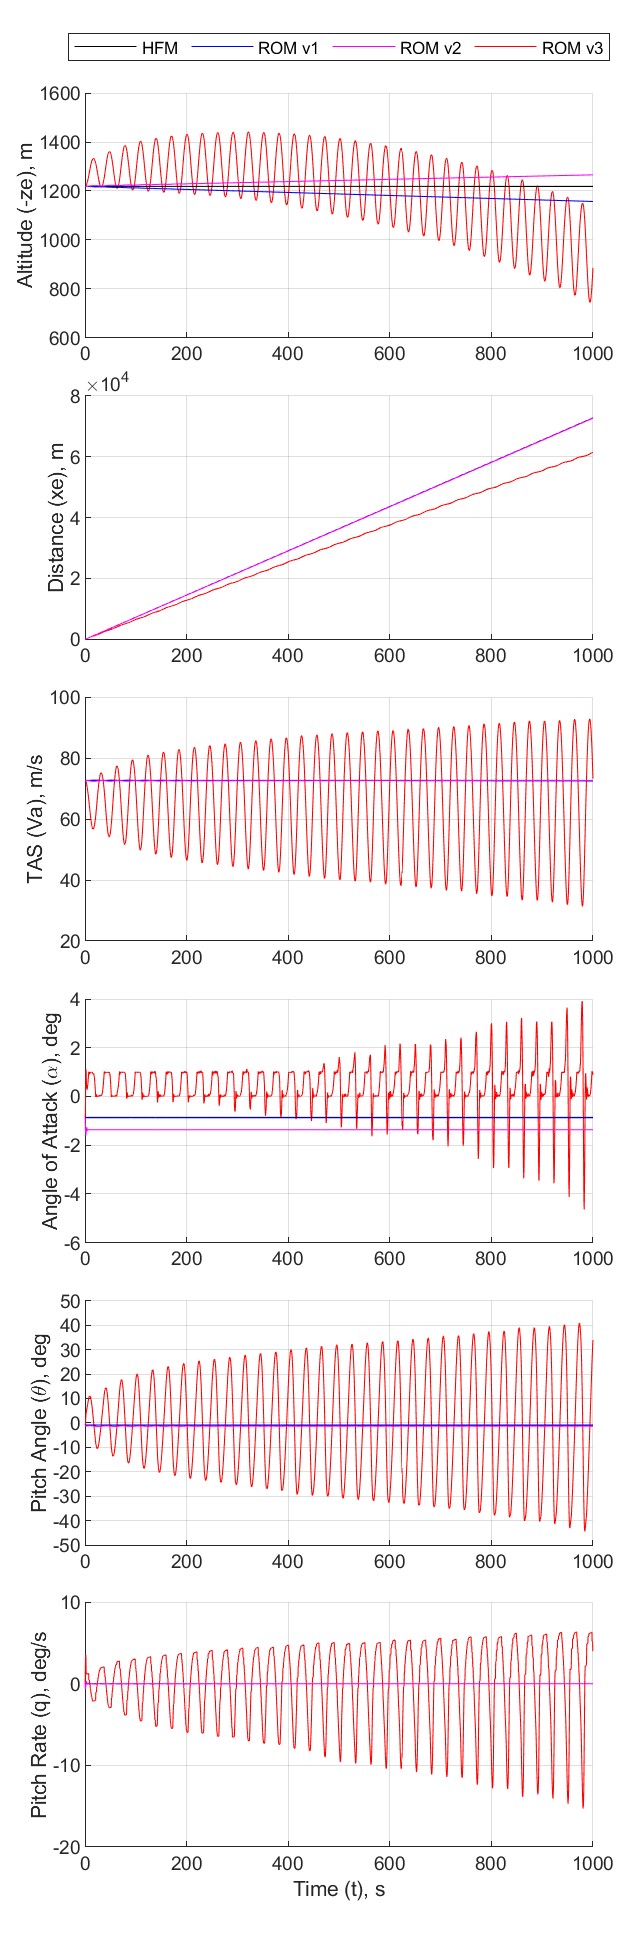 HFM ROM v1 ROM v2 ROM v3
1600
1400
1200
1000
800
600
Altitude (-ze), m
0 200 400 600 800 1000
×10⁴
8
6
4
2
0
Distance (xe), m
0 200 400 600 800 1000
100
80
60
40
20
TAS (Va), m/s
0 200 400 600 800 1000
4
2
0
-2
-4
-6
Angle of Attack (α), deg
0 200 400 600 800 1000
50
40
30
20
10
0
-10
-20
-30
-40
-50
Pitch Angle (θ), deg
0 200 400 600 800 1000
10
0
-10
-20
Pitch Rate (q), deg/s
0 200 400 600 800 1000
Time (t), s